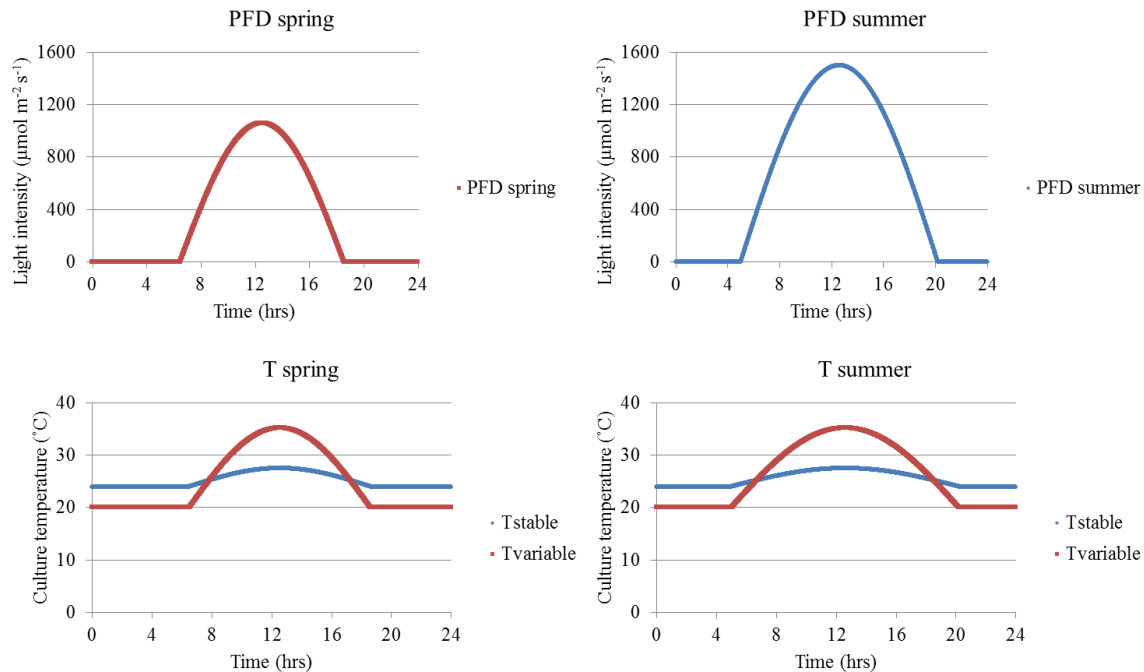 PFD spring
1600
1200
800
400
0
0 4 8 12 16 20 24
Light intensity (µmol m⁻² s⁻¹)
Time (hrs)
PFD spring
PFD summer
1600
1200
800
400
0
0 4 8 12 16 20 24
Light intensity (µmol m⁻² s⁻¹)
Time (hrs)
PFD summer
T spring
40
30
20
10
0
0 4 8 12 16 20 24
Culture temperature (˚C)
Time (hrs)
Tstable
Tvariable
T summer
40
30
20
10
0
0 4 8 12 16 20 24
Culture temperature (˚C)
Time (hrs)
Tstable
Tvariable